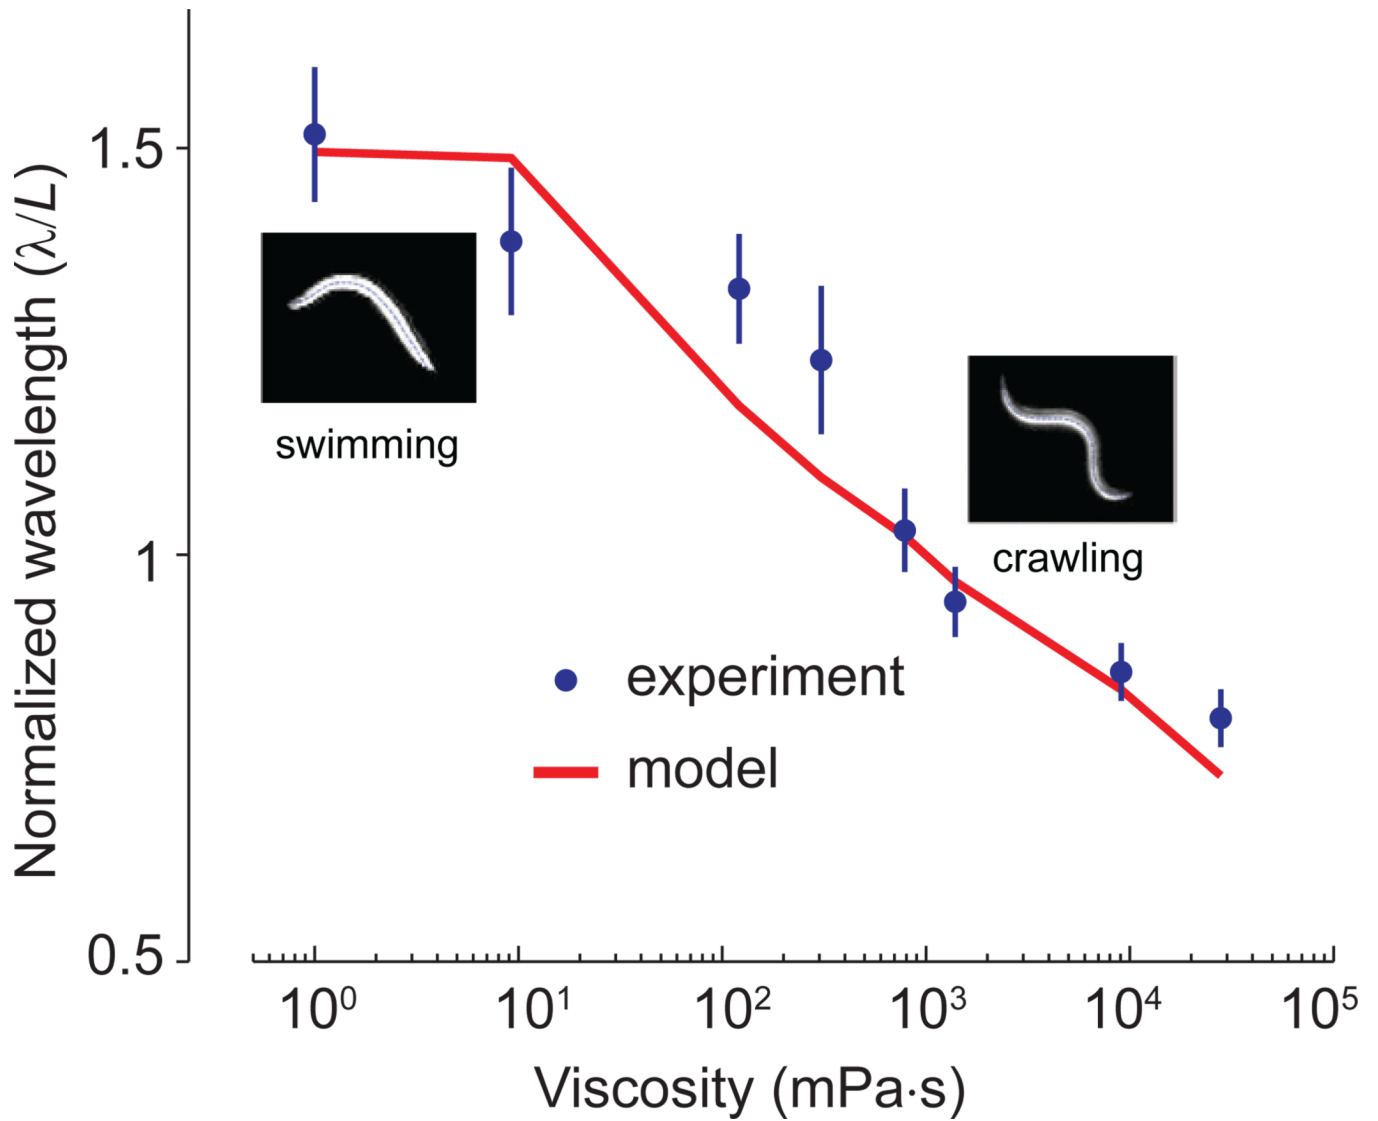 Normalized wavelength (λ/L)
1.5
1
0.5
swimming
crawling
experiment
model
10⁰ 10¹ 10² 10³ 10⁴ 10⁵
Viscosity (mPa·s)